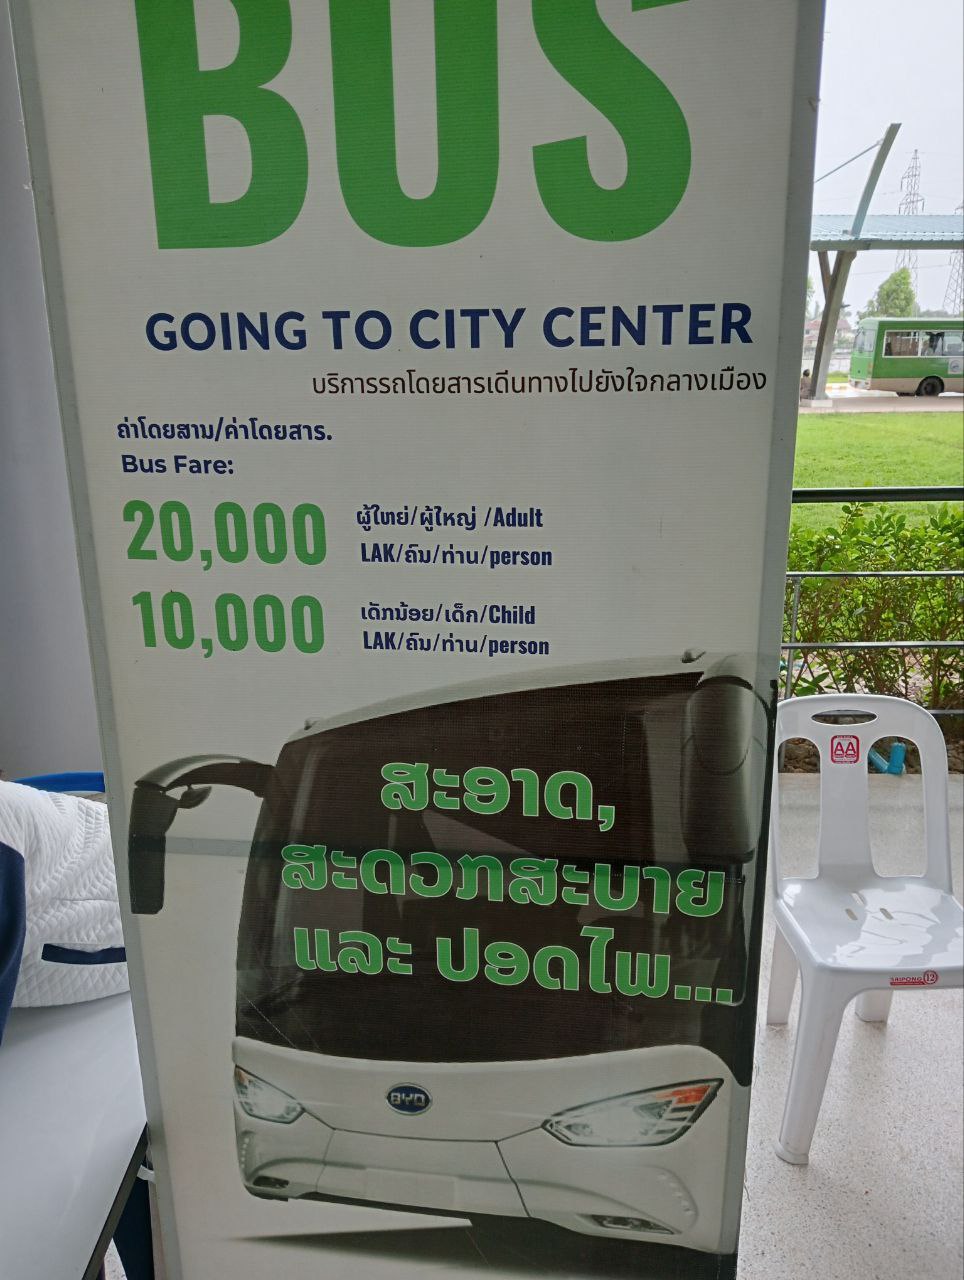 BUS
GOING TO CITY CENTER
บริการรถโดยสารเดีนทางไปยังใจกลางเมือง
ຄ່າໂດຍສານ/ค่าโดยสาร.
Bus Fare:
20,000
ຜູ້ໃຫຍ່/ผู้ใหญ่ /Adult
LAK/ຄົນ/ท่าน/person
10,000
ເດັກນ້ອຍ/เด็ก/Child
LAK/ຄົນ/ท่าน/person
ສະອາດ,
ສະດວກສະບາຍ
ແລະ ປອດໄພ...
BYD
AA
SAIPONG 12